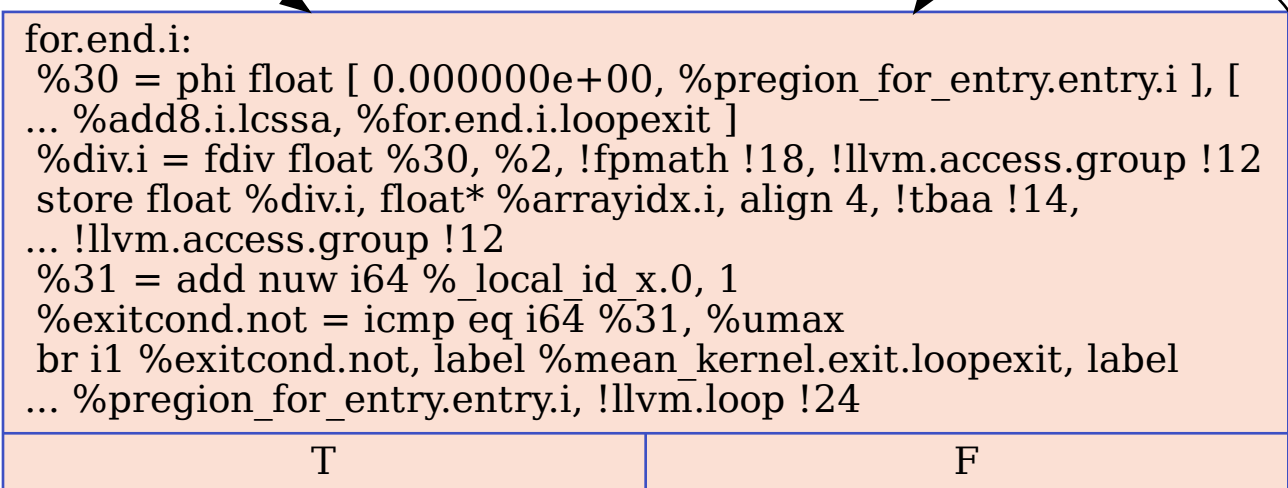 for.end.i:
%30 = phi float [ 0.000000e+00, %pregion_for_entry.entry.i ], [
... %add8.i.lcssa, %for.end.i.loopexit ]
%div.i = fdiv float %30, %2, !fpmath !18, !llvm.access.group !12
store float %div.i, float* %arrayidx.i, align 4, !tbaa !14,
... !llvm.access.group !12
%31 = add nuw i64 %_local_id_x.0, 1
%exitcond.not = icmp eq i64 %31, %umax
br i1 %exitcond.not, label %mean_kernel.exit.loopexit, label
... %pregion_for_entry.entry.i, !llvm.loop !24
T F